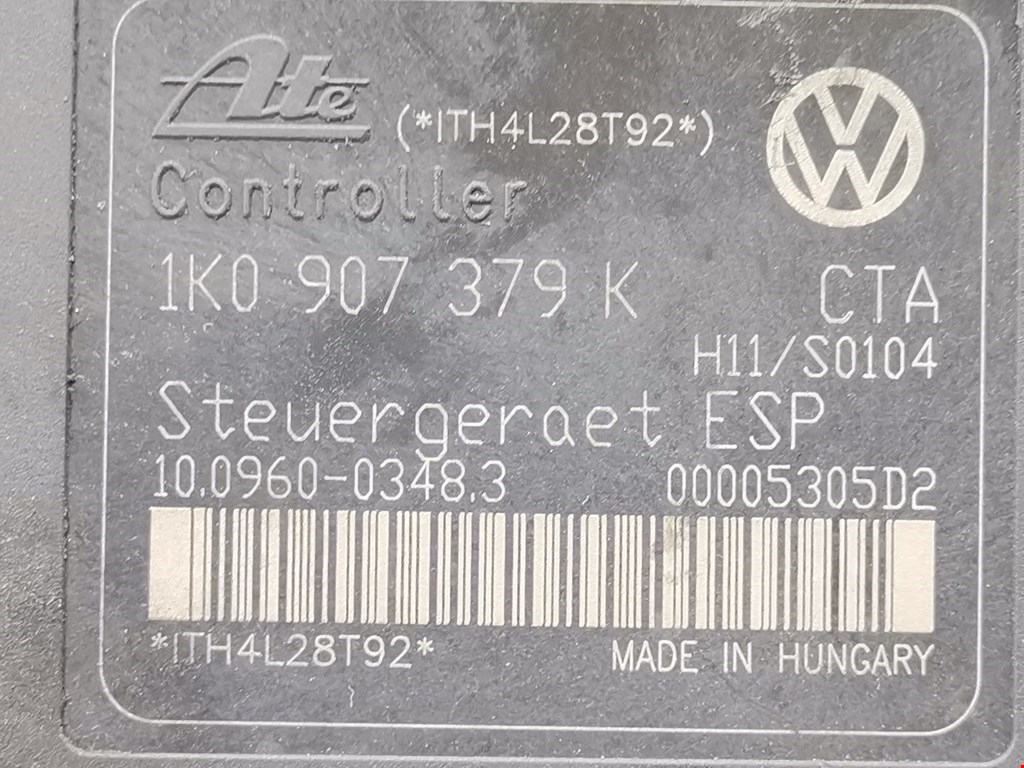 Ate (*ITH4L28T92*)
Controller
1K0 907 379 K CTA
H11/S0104
Steuergeraet ESP
10.0960-0348.3 00005305D2
*ITH4L28T92* MADE IN HUNGARY